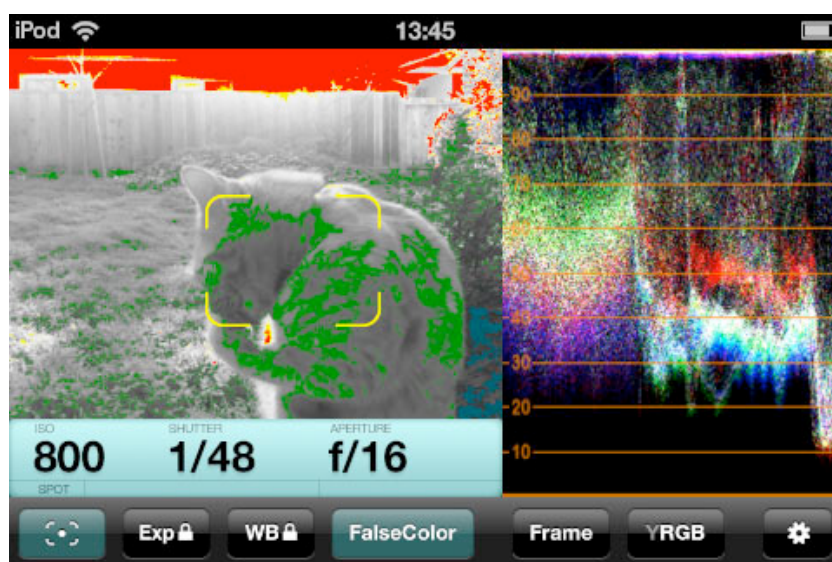 iPod 13:45
90
80
70
60
50
40
30
20
10
ISO SHUTTER APERTURE
800 1/48 f/16
SPOT
Exp WB FalseColor Frame YRGB